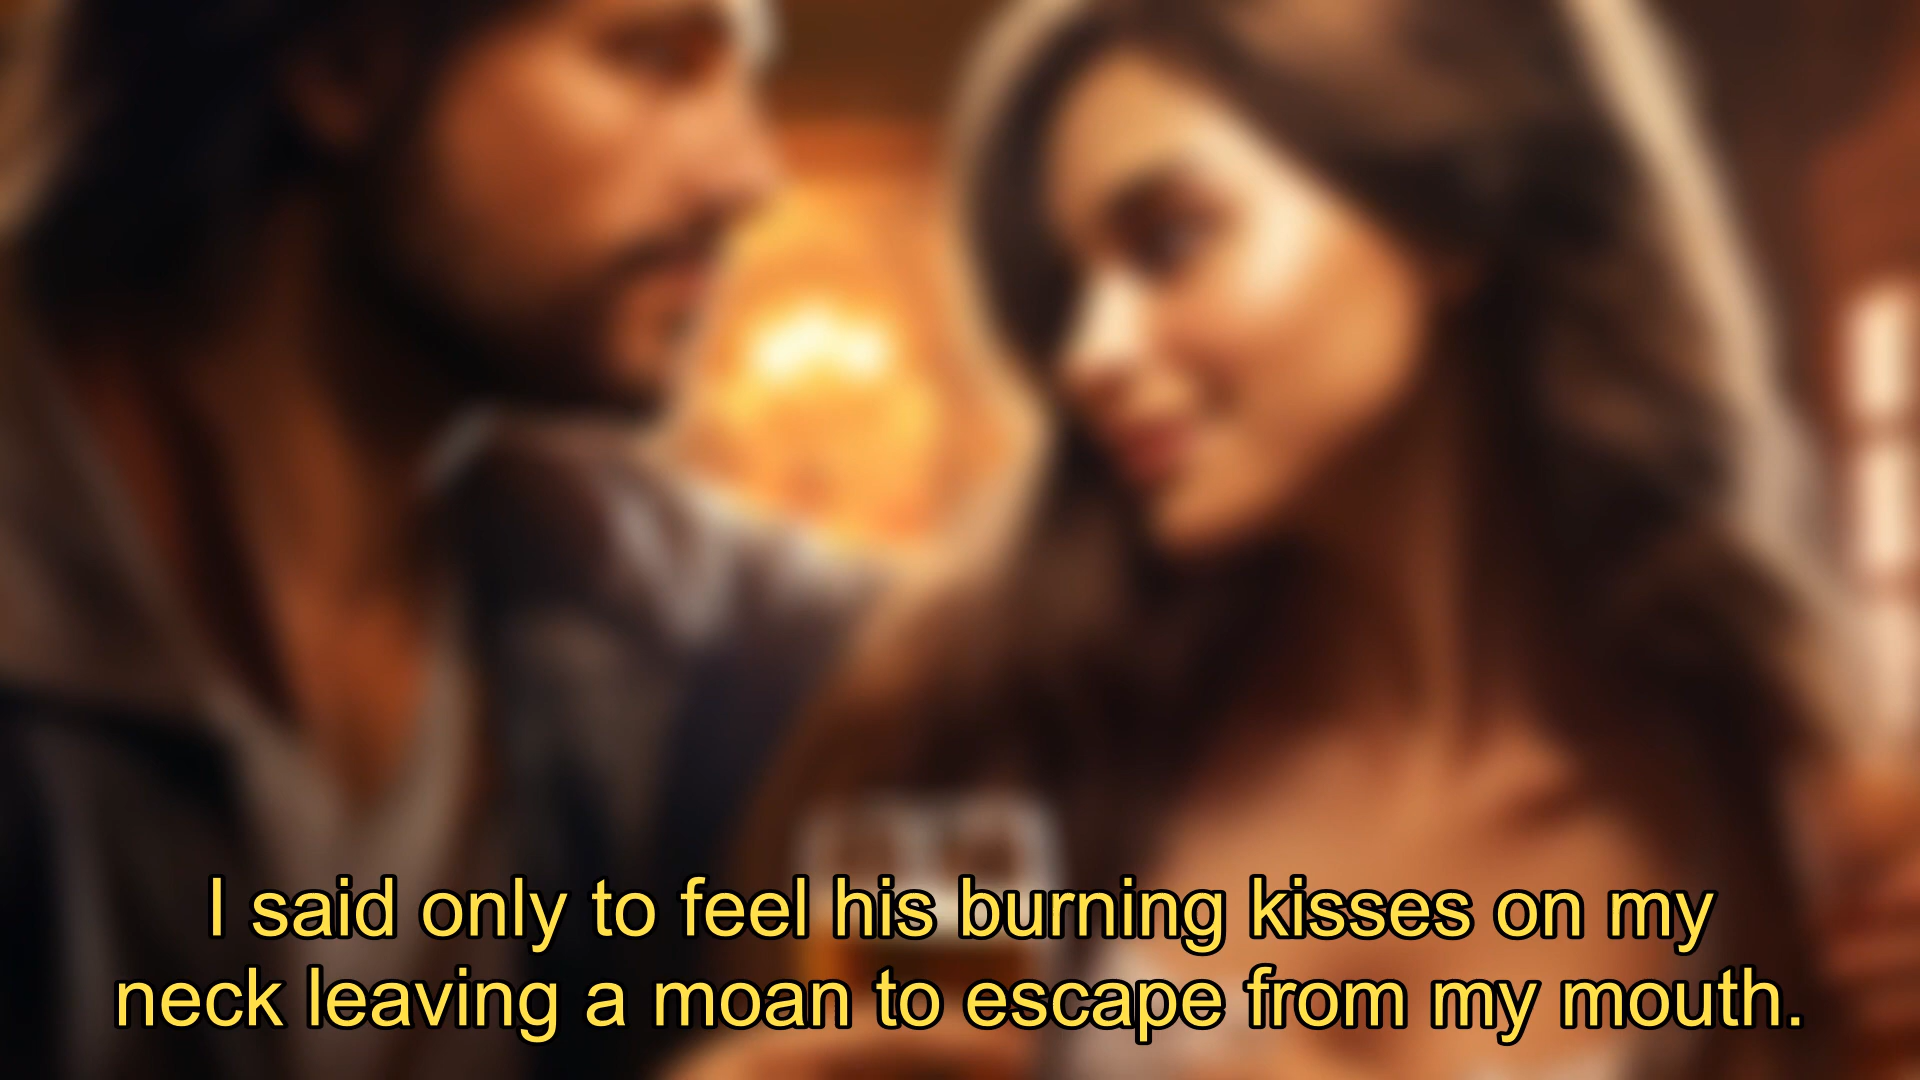 I said only to feel his burning kisses on my
neck leaving a moan to escape from my mouth.